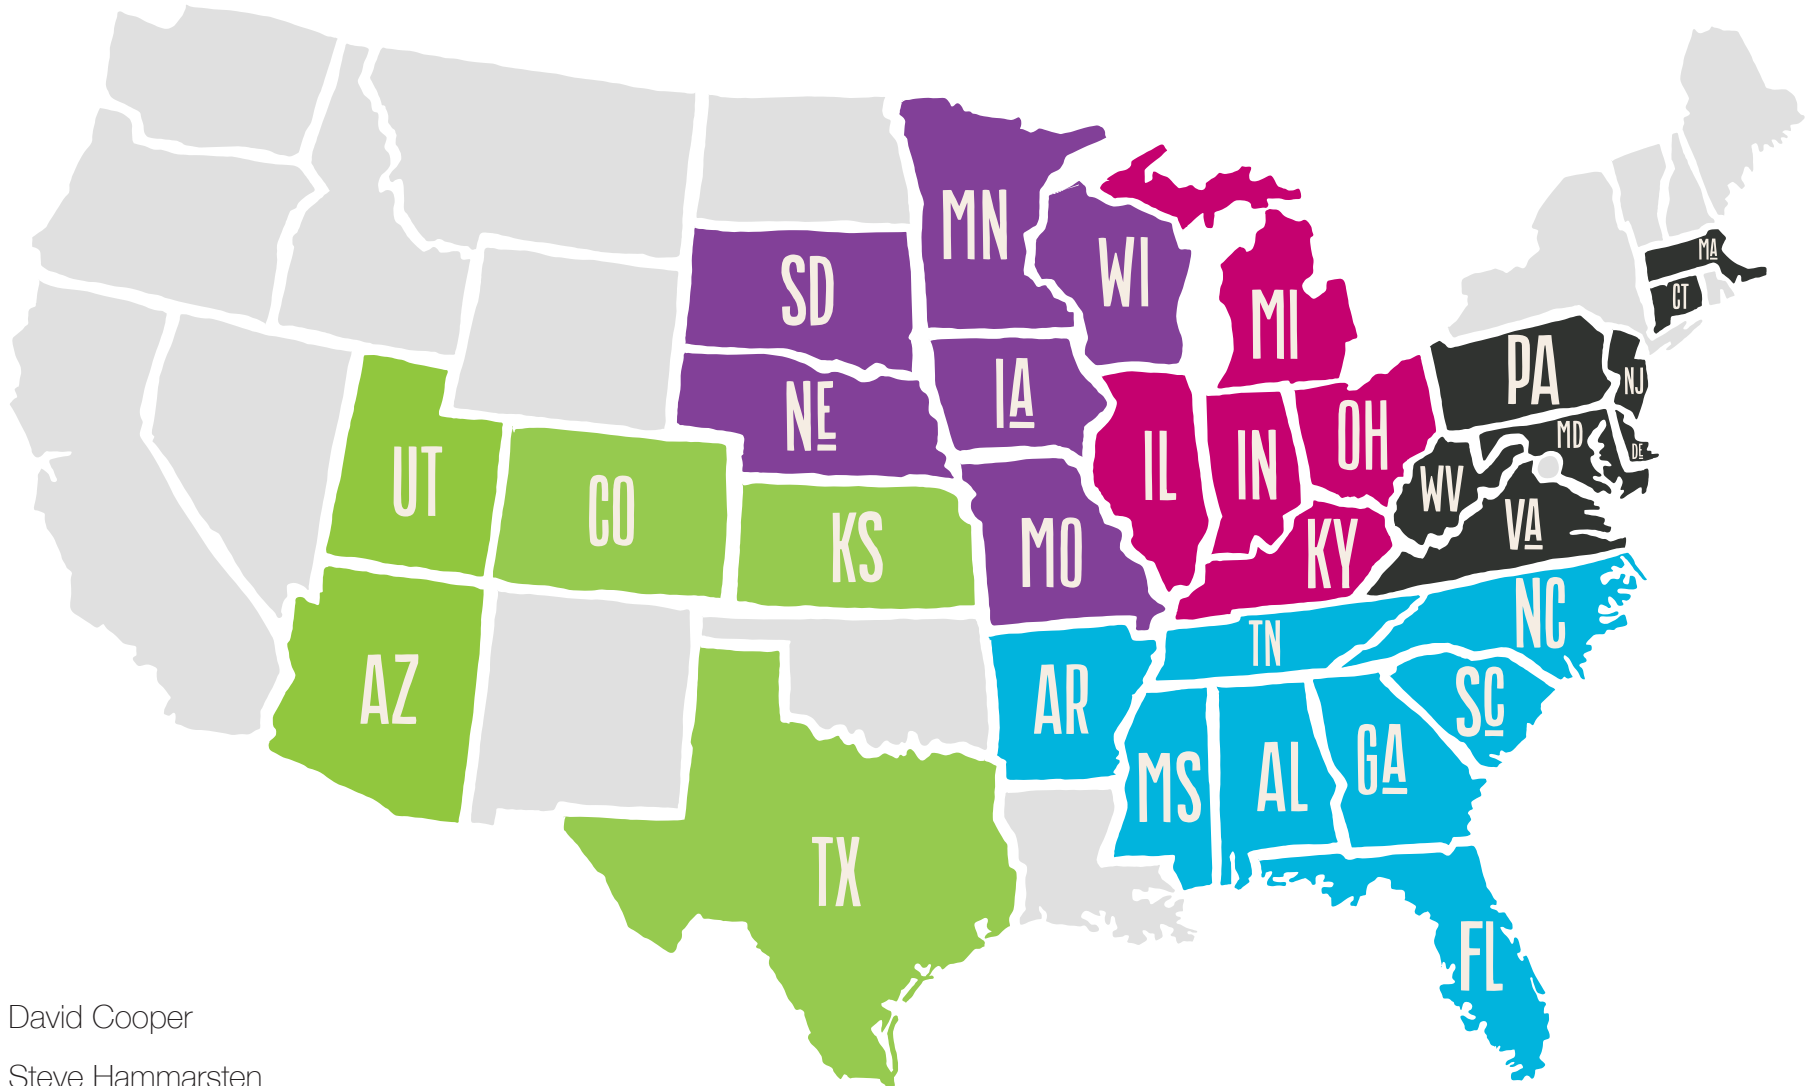 MN
SD
WI
MA
CT
MI
NE
IA
PA
NJ
UT
CO
KS
MO
IL
IN
OH
KY
WV
MD
DE
VA
AZ
TX
AR
TN
NC
SC
MS
AL
GA
FL
David Cooper
Steve Hammarsten